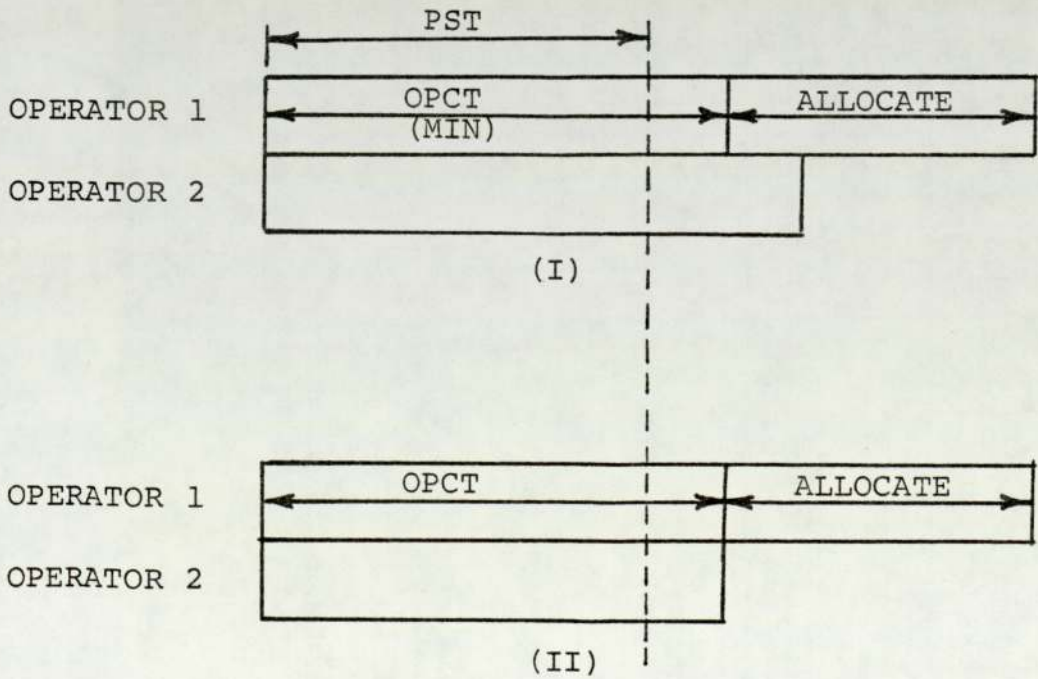 PST
OPERATOR 1 OPCT ALLOCATE
(MIN)
OPERATOR 2
(I)
OPERATOR 1 OPCT ALLOCATE
OPERATOR 2
(II)